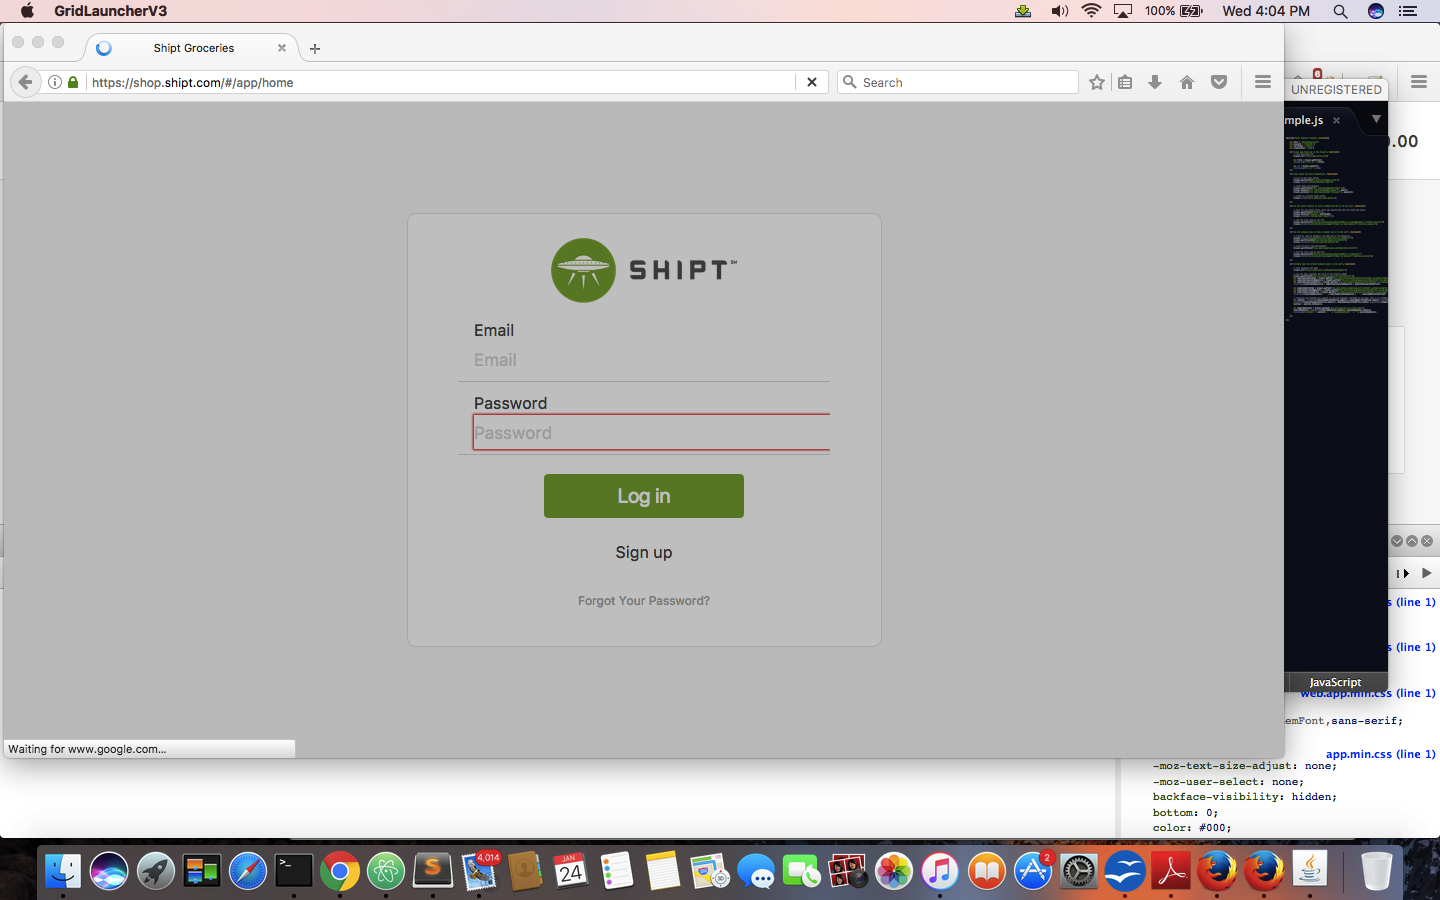 GridLauncherV3
100%
Wed 4:04 PM
Shipt Groceries
https://shop.shipt.com/#/app/home
Search
6
UNREGISTERED
mple.js
0.00
SHIPT℠
Email
Email
Password
Password
Log in
Sign up
Forgot Your Password?
Waiting for www.google.com...
s (line 1)
s (line 1)
JavaScript
web.app.min.css (line 1)
emFont,sans-serif;
app.min.css (line 1)
-moz-text-size-adjust: none;
-moz-user-select: none;
backface-visibility: hidden;
bottom: 0;
color: #000;
4,014
JAN
24
2